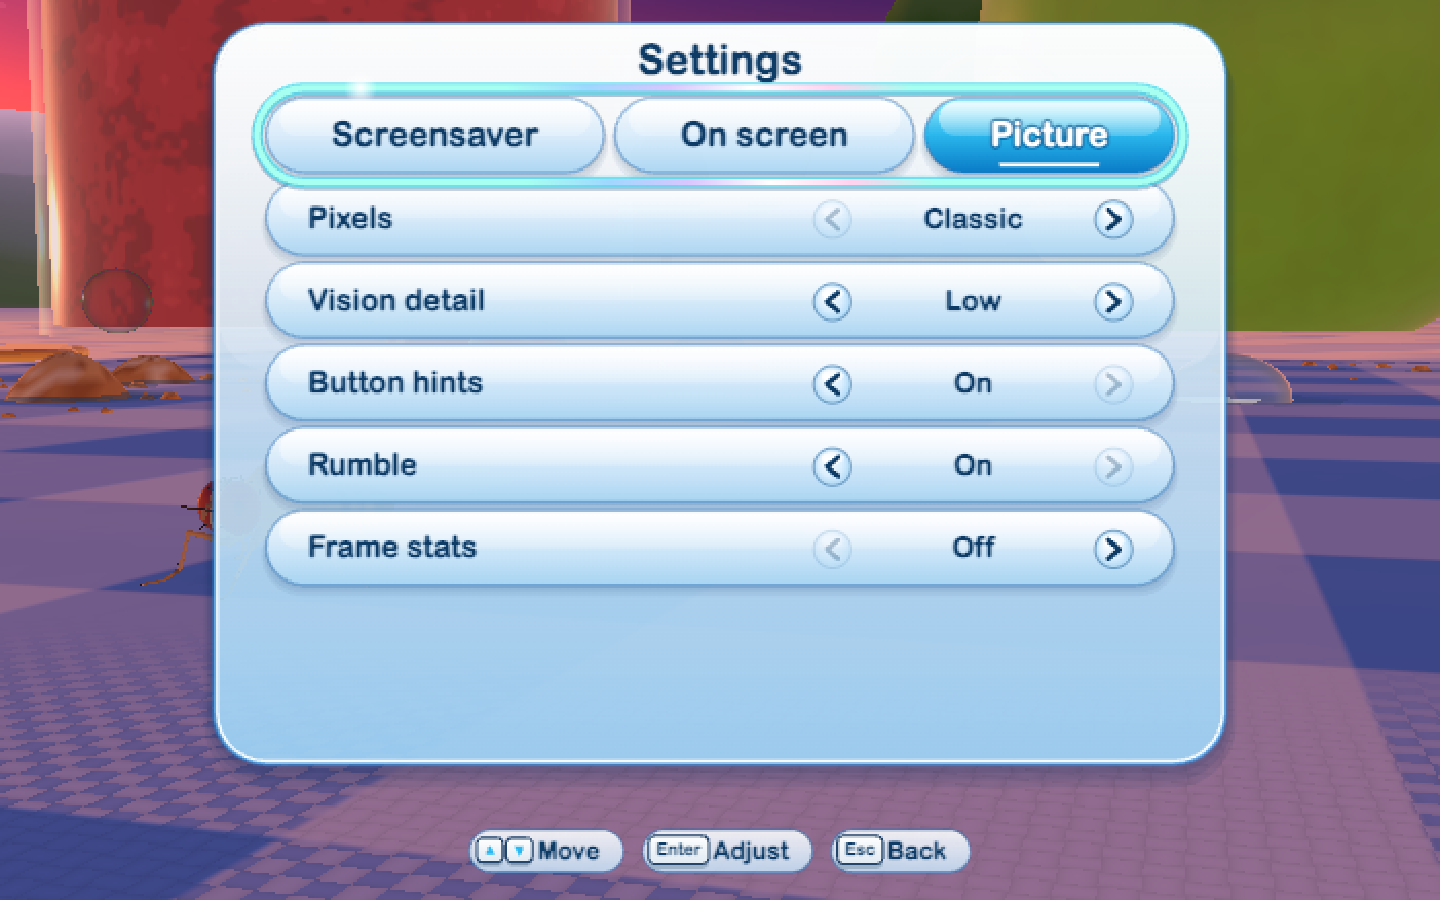 Settings
Screensaver On screen Picture
Pixels Classic
Vision detail Low
Button hints On
Rumble On
Frame stats Off
Enter Esc
Move Adjust Back